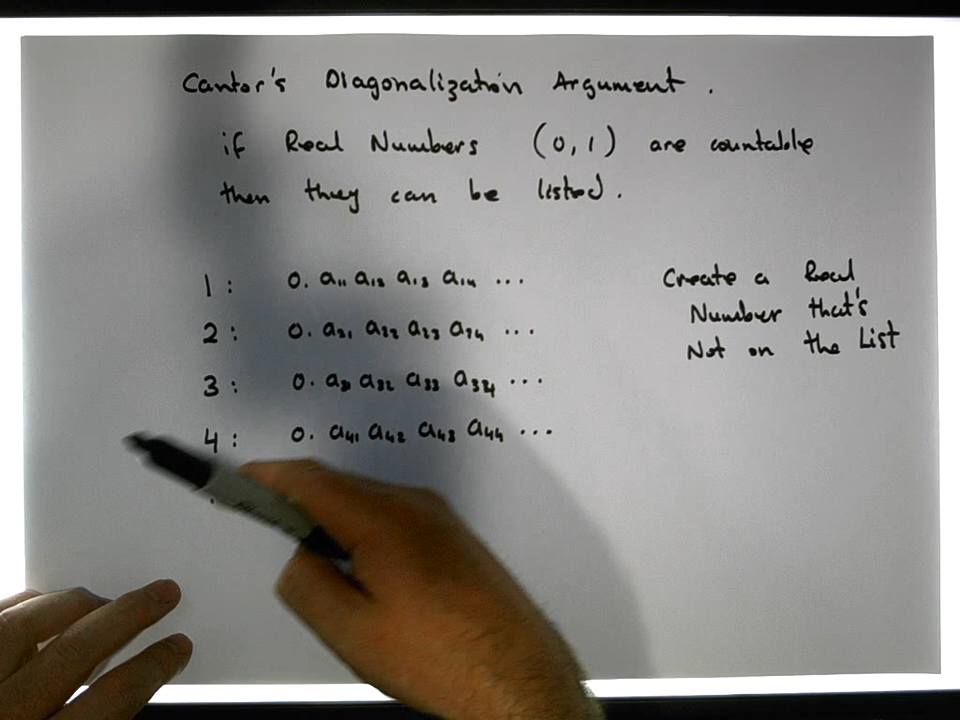 Cantor's Diagonalization Argument.
if Real Numbers (0,1) are countable
then they can be listed.
1: 0. a11 a12 a13 a14 ...
2: 0. a21 a22 a23 a24 ...
3: 0. a31 a32 a33 a34 ...
4: 0. a41 a42 a43 a44 ...
Create a Real
Number that's
Not on the List